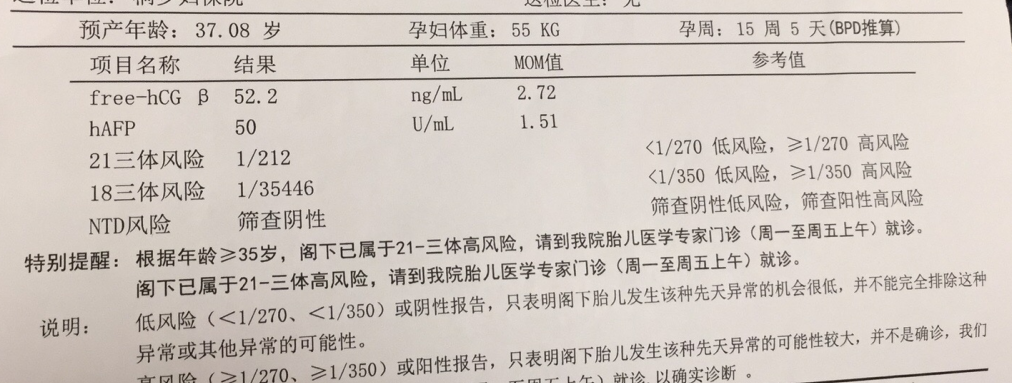 预产年龄：37.08 岁 孕妇体重：55 KG 孕周：15 周 5 天(BPD推算)
项目名称 结果 单位 MOM值 参考值
free-hCG β 52.2 ng/mL 2.72
hAFP 50 U/mL 1.51
21三体风险 1/212 <1/270 低风险，≥1/270 高风险
18三体风险 1/35446 <1/350 低风险，≥1/350 高风险
NTD风险 筛查阴性 筛查阴性低风险，筛查阳性高风险
特别提醒：根据年龄≥35岁，阁下已属于21-三体高风险，请到我院胎儿医学专家门诊（周一至周五上午）就诊。
阁下已属于21-三体高风险，请到我院胎儿医学专家门诊（周一至周五上午）就诊。
说明： 低风险（＜1/270、＜1/350）或阴性报告，只表明阁下胎儿发生该种先天异常的机会很低，并不能完全排除这种
异常或其他异常的可能性。
高风险（≥1/270、≥1/350）或阳性报告，只表明阁下胎儿发生该种先天异常的可能性较大，并不是确诊，我们
至周五上午）就诊,以确实诊断 。